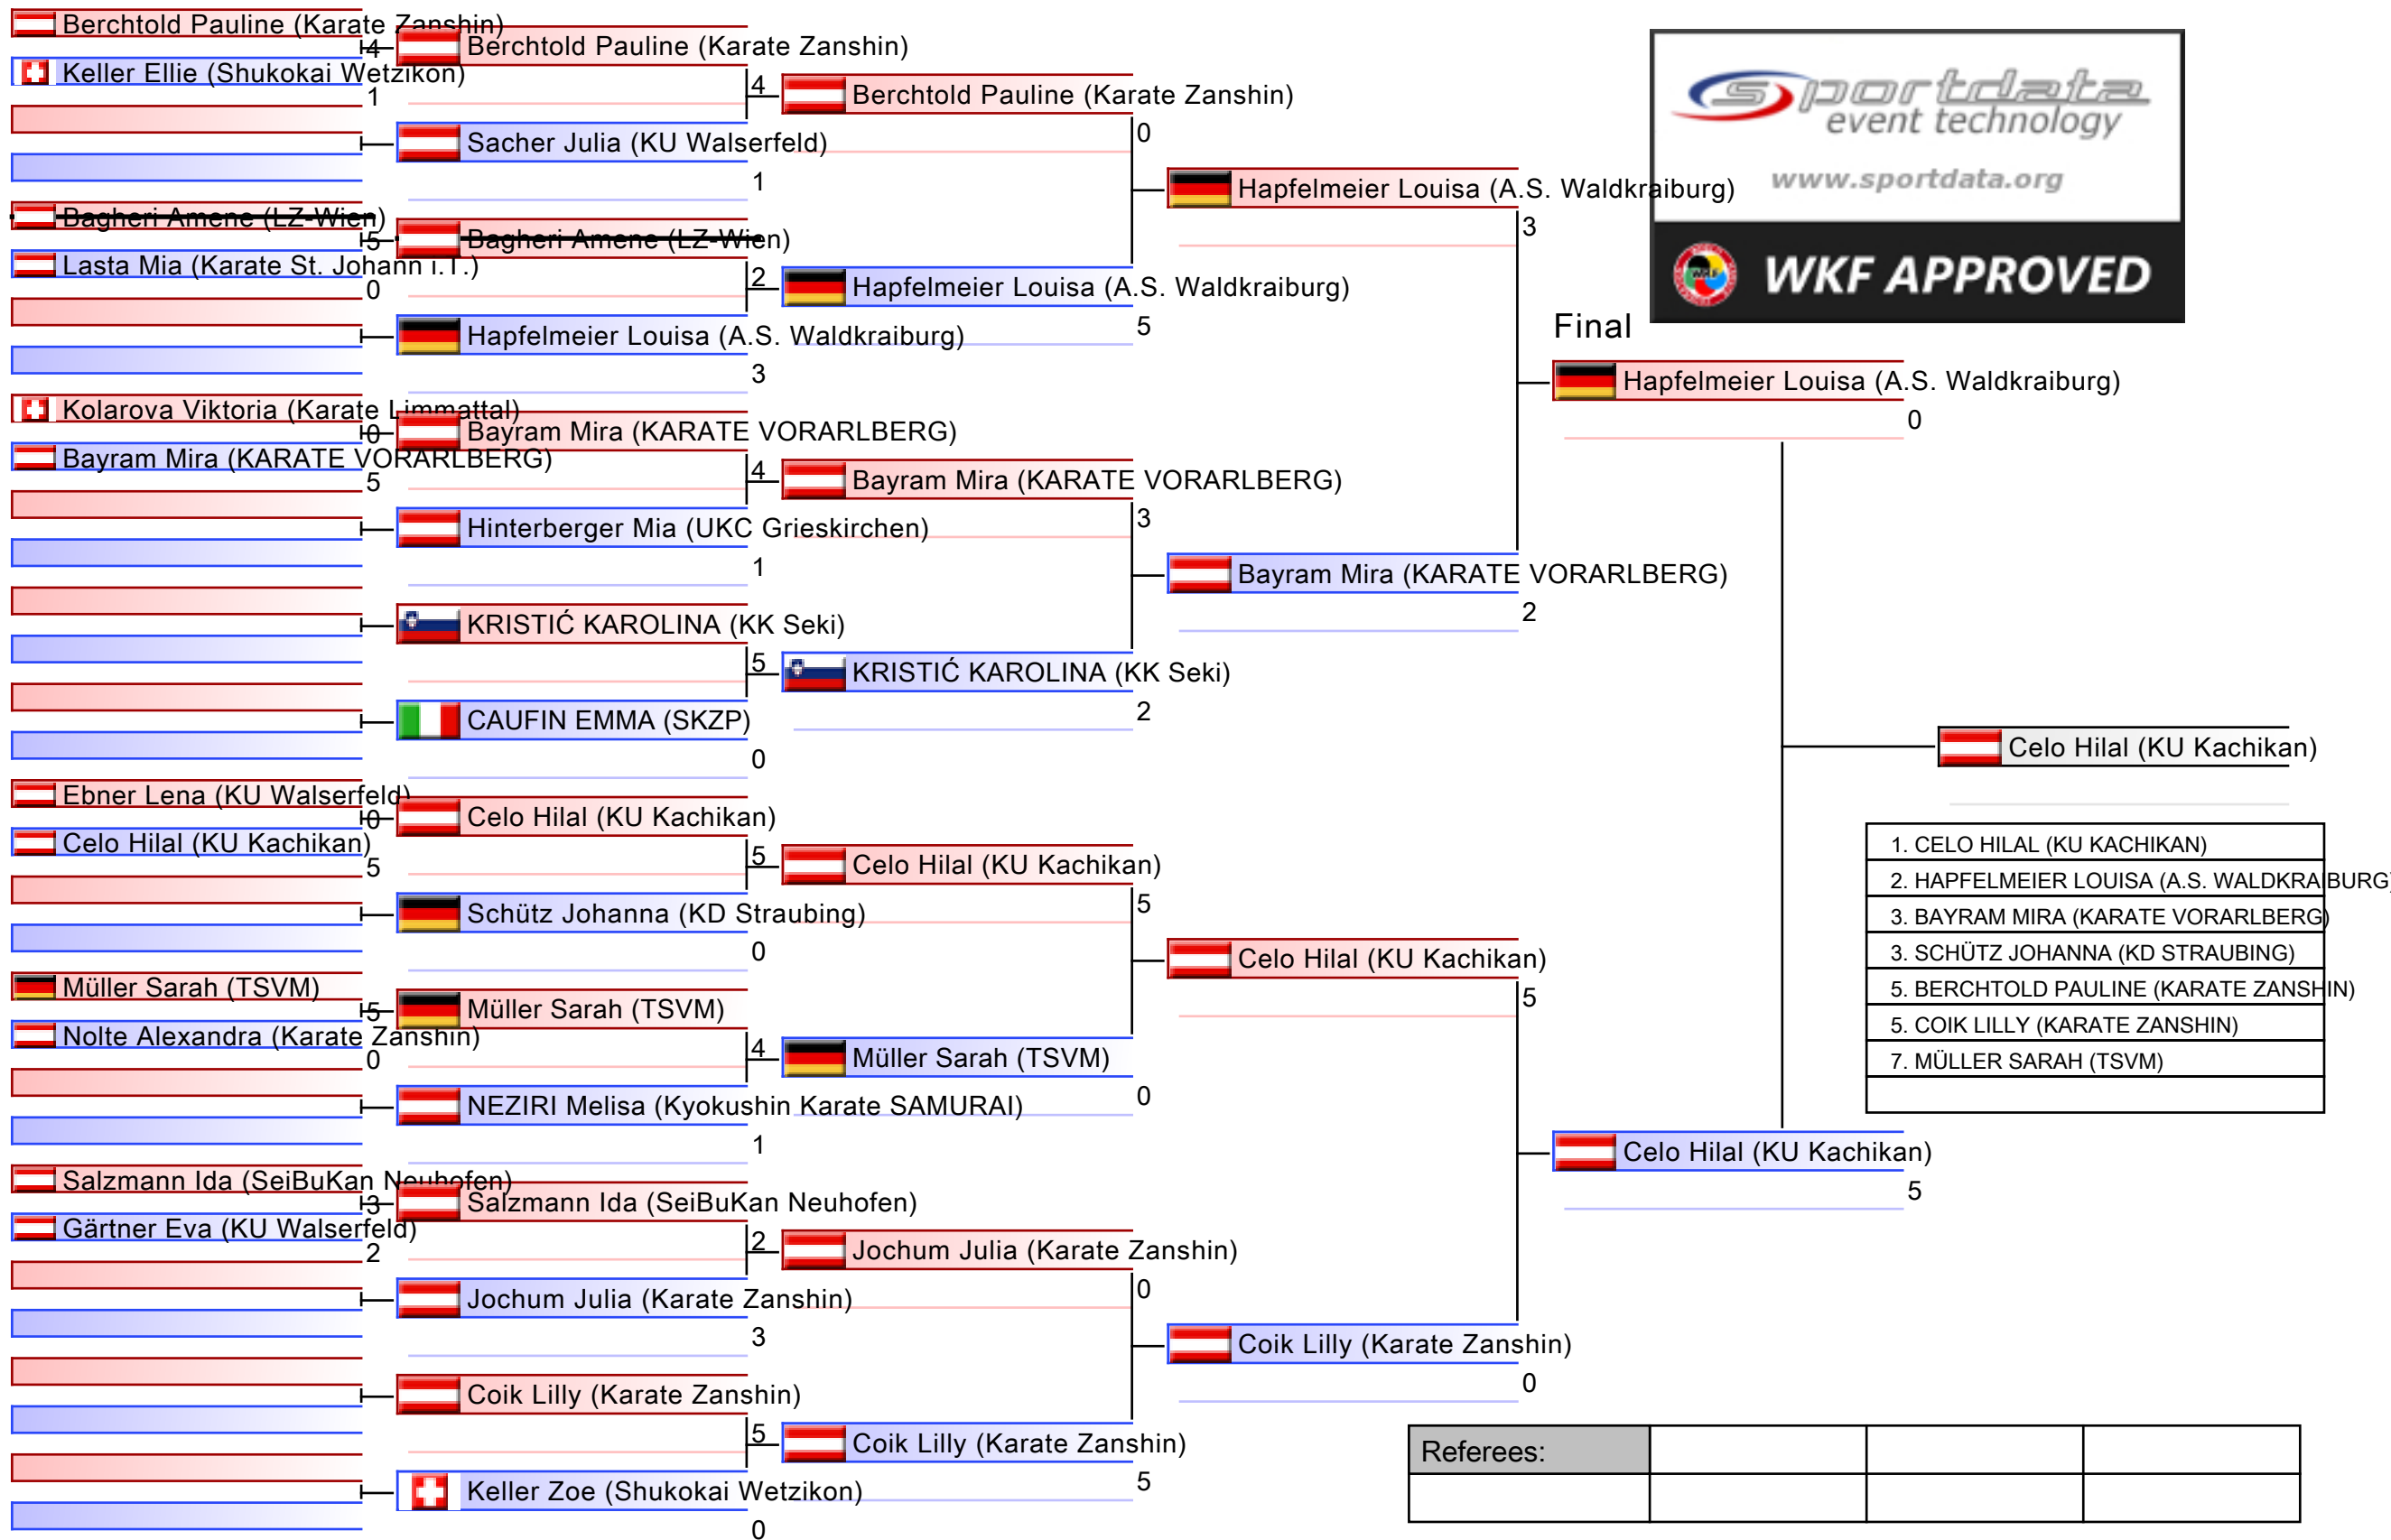 Berchtold Pauline (Karate Zanshin)
4
Keller Ellie (Shukokai Wetzikon)
1
Bagheri Amene (LZ-Wien)
5
Lasta Mia (Karate St. Johann i.T.)
0
Kolarova Viktoria (Karate Limmattal)
0
Bayram Mira (KARATE VORARLBERG)
5
Ebner Lena (KU Walserfeld)
0
Celo Hilal (KU Kachikan)
5
Müller Sarah (TSVM)
5
Nolte Alexandra (Karate Zanshin)
0
Salzmann Ida (SeiBuKan Neuhofen)
3
Gärtner Eva (KU Walserfeld)
2
Berchtold Pauline (Karate Zanshin)
4
Sacher Julia (KU Walserfeld)
1
Bagheri Amene (LZ-Wien)
2
Hapfelmeier Louisa (A.S. Waldkraiburg)
3
Bayram Mira (KARATE VORARLBERG)
4
Hinterberger Mia (UKC Grieskirchen)
1
KRISTIĆ KAROLINA (KK Seki)
5
CAUFIN EMMA (SKZP)
0
Celo Hilal (KU Kachikan)
5
Schütz Johanna (KD Straubing)
0
Müller Sarah (TSVM)
4
NEZIRI Melisa (Kyokushin Karate SAMURAI)
1
Salzmann Ida (SeiBuKan Neuhofen)
2
Jochum Julia (Karate Zanshin)
3
Coik Lilly (Karate Zanshin)
5
Keller Zoe (Shukokai Wetzikon)
0
Berchtold Pauline (Karate Zanshin)
0
Hapfelmeier Louisa (A.S. Waldkraiburg)
5
Bayram Mira (KARATE VORARLBERG)
3
KRISTIĆ KAROLINA (KK Seki)
2
Celo Hilal (KU Kachikan)
5
Müller Sarah (TSVM)
0
Jochum Julia (Karate Zanshin)
0
Coik Lilly (Karate Zanshin)
5
Hapfelmeier Louisa (A.S. Waldkraiburg)
3
Bayram Mira (KARATE VORARLBERG)
2
Celo Hilal (KU Kachikan)
5
Coik Lilly (Karate Zanshin)
0
sportdata
event technology
www.sportdata.org
WKF
WKF APPROVED
Final
Hapfelmeier Louisa (A.S. Waldkraiburg)
0
Celo Hilal (KU Kachikan)
5
Celo Hilal (KU Kachikan)
1. CELO HILAL (KU KACHIKAN)
2. HAPFELMEIER LOUISA (A.S. WALDKRAIBURG)
3. BAYRAM MIRA (KARATE VORARLBERG)
3. SCHÜTZ JOHANNA (KD STRAUBING)
5. BERCHTOLD PAULINE (KARATE ZANSHIN)
5. COIK LILLY (KARATE ZANSHIN)
7. MÜLLER SARAH (TSVM)
Referees: